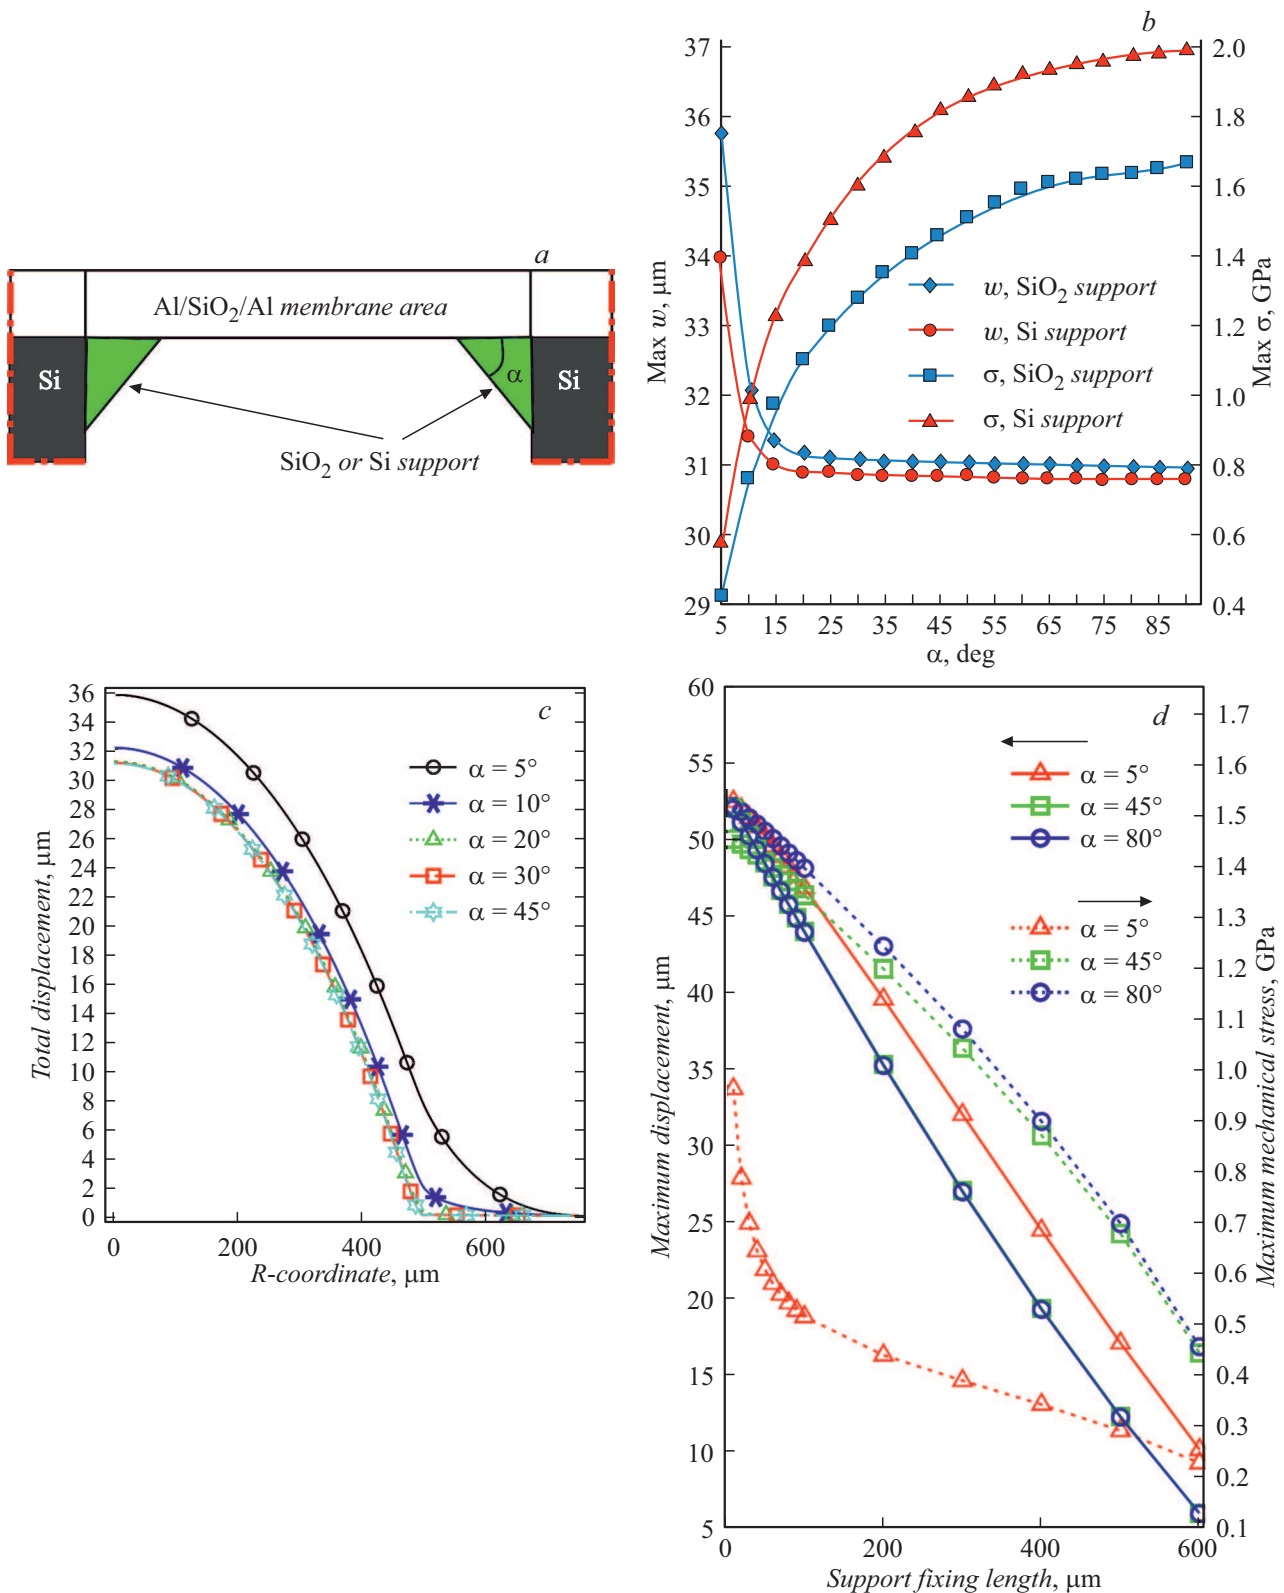 a
Al/SiO₂/Al membrane area
Si
Si
α
SiO₂ or Si support
b
37
36
35
34
33
32
31
30
29
Max w, μm
2.0
1.8
1.6
1.4
1.2
1.0
0.8
0.6
0.4
Max σ, GPa
w, SiO₂ support
w, Si support
σ, SiO₂ support
σ, Si support
5 15 25 35 45 55 65 75 85
α, deg
c
36
34
32
30
28
26
24
22
20
18
16
14
12
10
8
6
4
2
0
Total displacement, μm
α = 5°
α = 10°
α = 20°
α = 30°
α = 45°
0 200 400 600
R-coordinate, μm
d
60
55
50
45
40
35
30
25
20
15
10
5
Maximum displacement, μm
α = 5°
α = 45°
α = 80°
α = 5°
α = 45°
α = 80°
1.7
1.6
1.5
1.4
1.3
1.2
1.1
1.0
0.9
0.8
0.7
0.6
0.5
0.4
0.3
0.2
0.1
Maximum mechanical stress, GPa
0 200 400 600
Support fixing length, μm